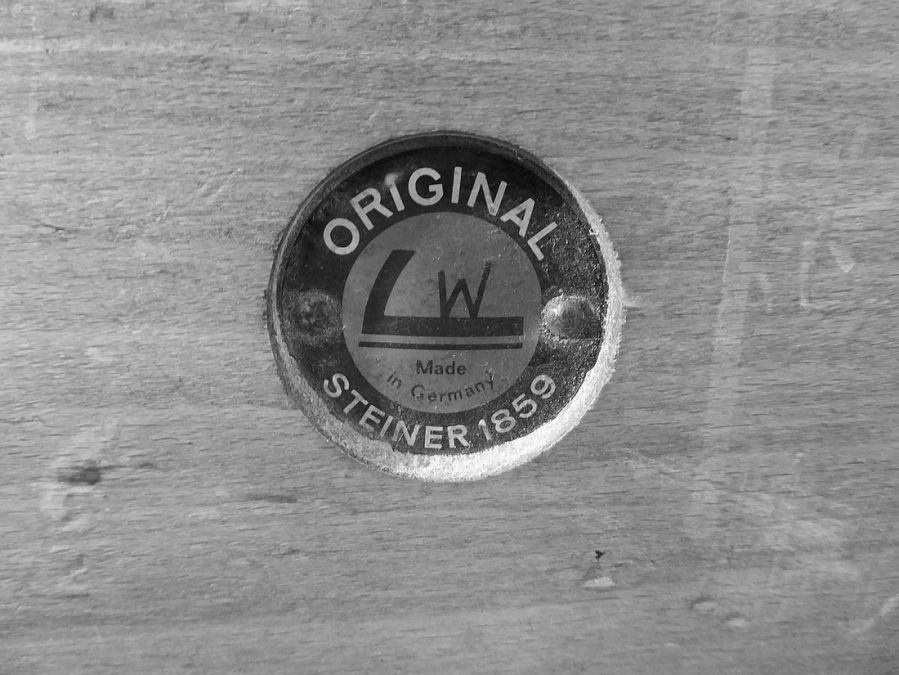 ORIGINAL
LW
Made
in Germany
STEINER 1859